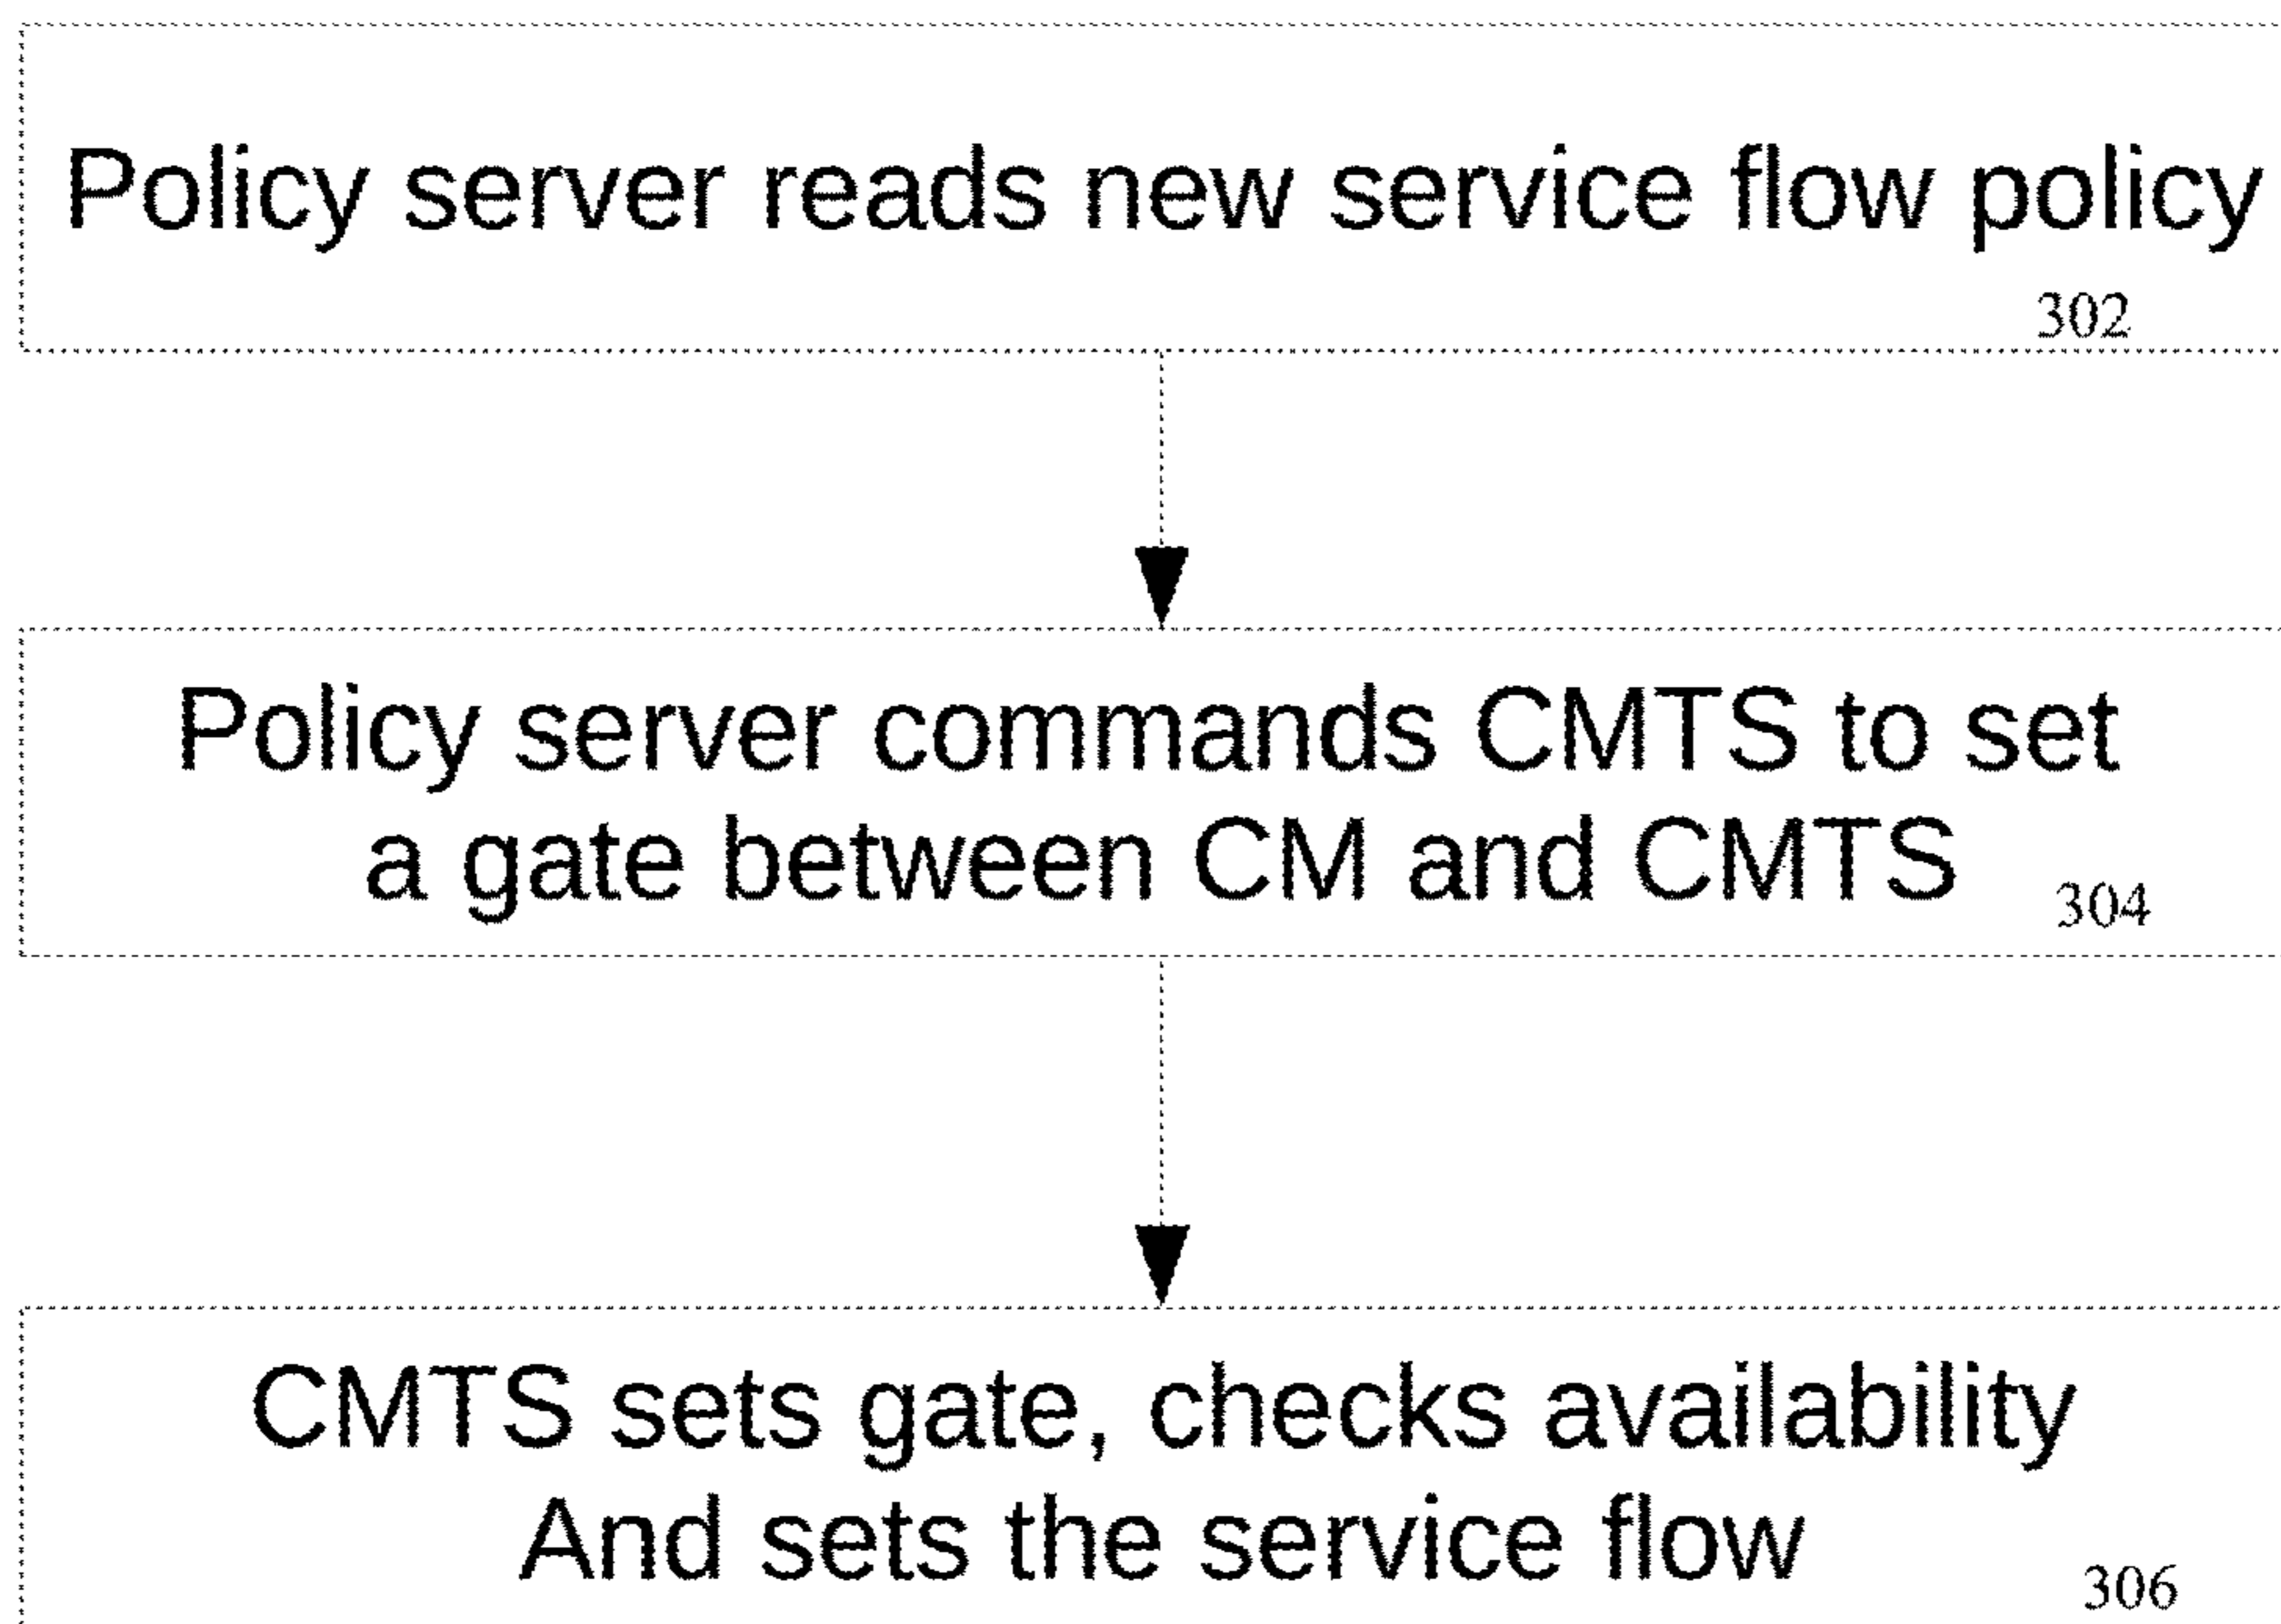 Policy server reads new service flow policy
302
Policy server commands CMTS to set
a gate between CM and CMTS
304
CMTS sets gate, checks availability
And sets the service flow
306